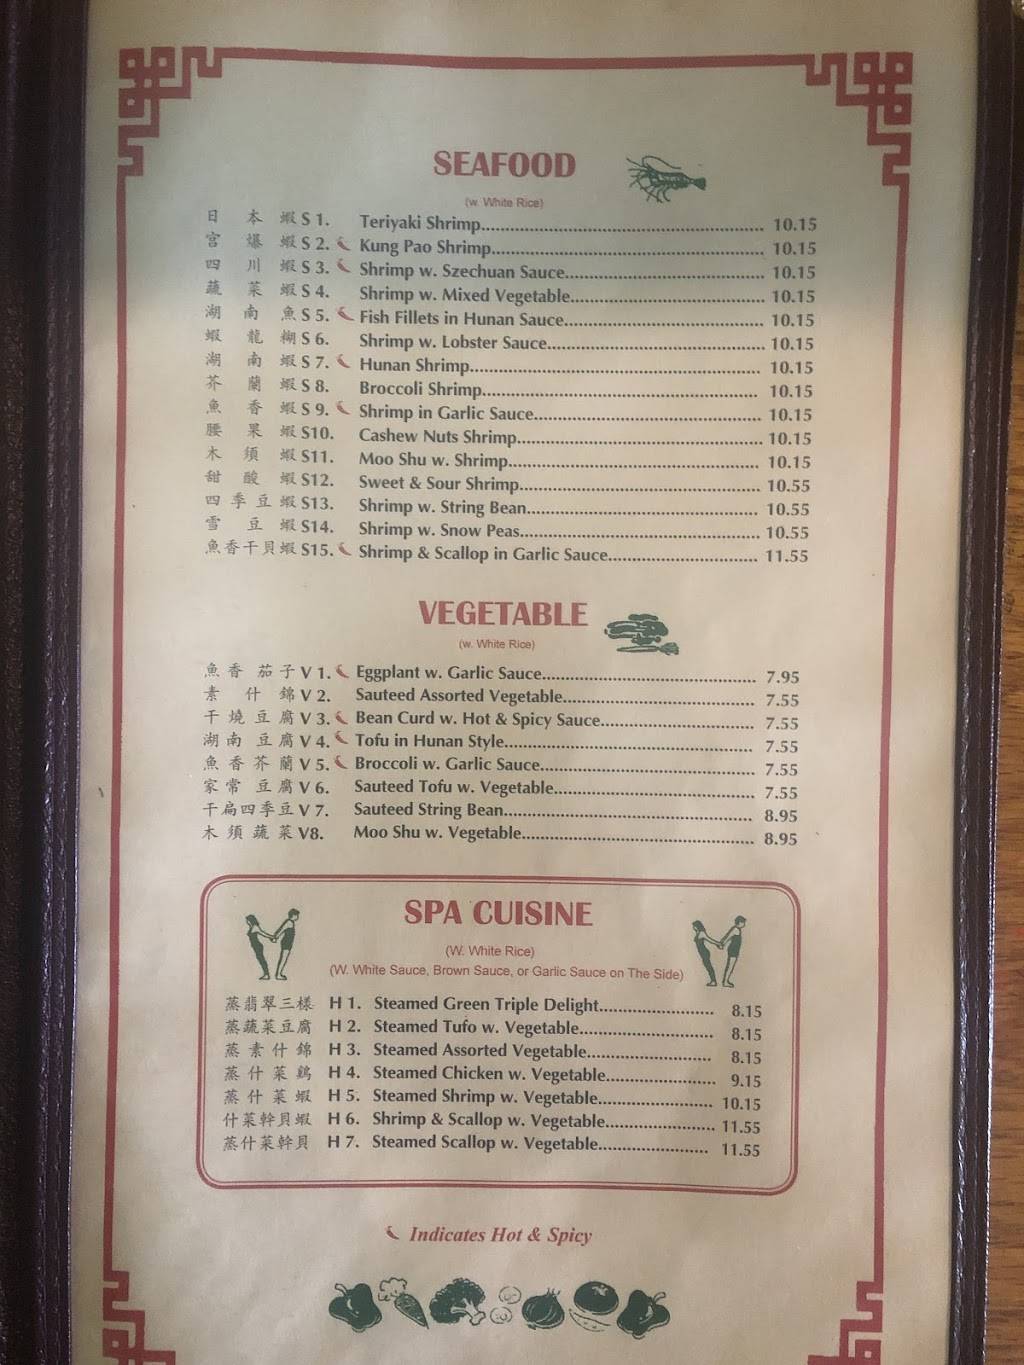 SEAFOOD
(w. White Rice)
日本蝦 S 1. Teriyaki Shrimp 10.15
宮爆蝦 S 2. Kung Pao Shrimp 10.15
四川蝦 S 3. Shrimp w. Szechuan Sauce 10.15
蔬菜蝦 S 4. Shrimp w. Mixed Vegetable 10.15
湖南魚 S 5. Fish Fillets in Hunan Sauce 10.15
蝦龍糊 S 6. Shrimp w. Lobster Sauce 10.15
湖南蝦 S 7. Hunan Shrimp 10.15
芥蘭蝦 S 8. Broccoli Shrimp 10.15
魚香蝦 S 9. Shrimp in Garlic Sauce 10.15
腰果蝦 S10. Cashew Nuts Shrimp 10.15
木須蝦 S11. Moo Shu w. Shrimp 10.15
甜酸蝦 S12. Sweet & Sour Shrimp 10.55
四季豆蝦 S13. Shrimp w. String Bean 10.55
雪豆蝦 S14. Shrimp w. Snow Peas 10.55
魚香干貝蝦 S15. Shrimp & Scallop in Garlic Sauce 11.55
VEGETABLE
(w. White Rice)
魚香茄子 V 1. Eggplant w. Garlic Sauce 7.95
素什錦 V 2. Sauteed Assorted Vegetable 7.55
干燒豆腐 V 3. Bean Curd w. Hot & Spicy Sauce 7.55
湖南豆腐 V 4. Tofu in Hunan Style 7.55
魚香芥蘭 V 5. Broccoli w. Garlic Sauce 7.55
家常豆腐 V 6. Sauteed Tofu w. Vegetable 7.55
干扁四季豆 V 7. Sauteed String Bean 8.95
木須蔬菜 V8. Moo Shu w. Vegetable 8.95
SPA CUISINE
(W. White Rice)
(W. White Sauce, Brown Sauce, or Garlic Sauce on The Side)
蒸翡翠三樣 H 1. Steamed Green Triple Delight 8.15
蒸蔬菜豆腐 H 2. Steamed Tufo w. Vegetable 8.15
蒸素什錦 H 3. Steamed Assorted Vegetable 8.15
蒸什菜鷄 H 4. Steamed Chicken w. Vegetable 9.15
蒸什菜蝦 H 5. Steamed Shrimp w. Vegetable 10.15
什菜幹貝蝦 H 6. Shrimp & Scallop w. Vegetable 11.55
蒸什菜幹貝 H 7. Steamed Scallop w. Vegetable 11.55
Indicates Hot & Spicy